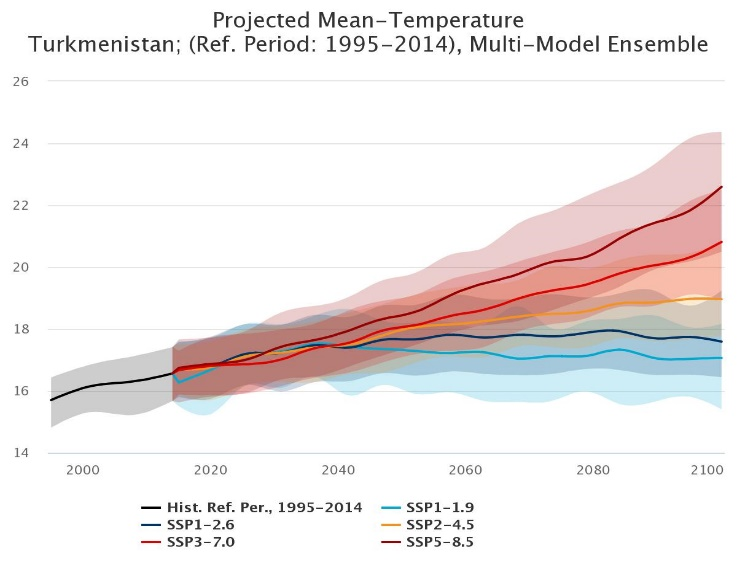 Projected Mean-Temperature
Turkmenistan; (Ref. Period: 1995-2014), Multi-Model Ensemble
26
24
22
20
18
16
14
2000 2020 2040 2060 2080 2100
Hist. Ref. Per., 1995-2014 SSP1-1.9
SSP1-2.6 SSP2-4.5
SSP3-7.0 SSP5-8.5